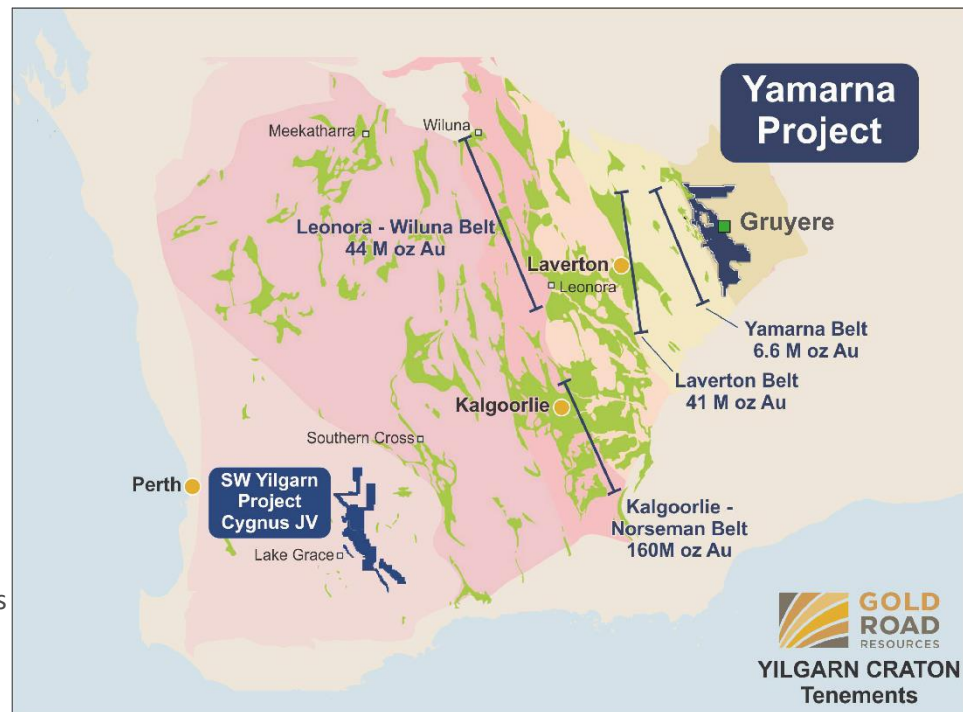 Yamarna
Project
Meekatharra
Wiluna
Leonora - Wiluna Belt
44 M oz Au
Gruyere
Laverton
Leonora
Yamarna Belt
6.6 M oz Au
Laverton Belt
41 M oz Au
Kalgoorlie
Southern Cross
Perth
SW Yilgarn
Project
Cygnus JV
Lake Grace
Kalgoorlie -
Norseman Belt
160M oz Au
s
GOLD
ROAD
RESOURCES
YILGARN CRATON
Tenements